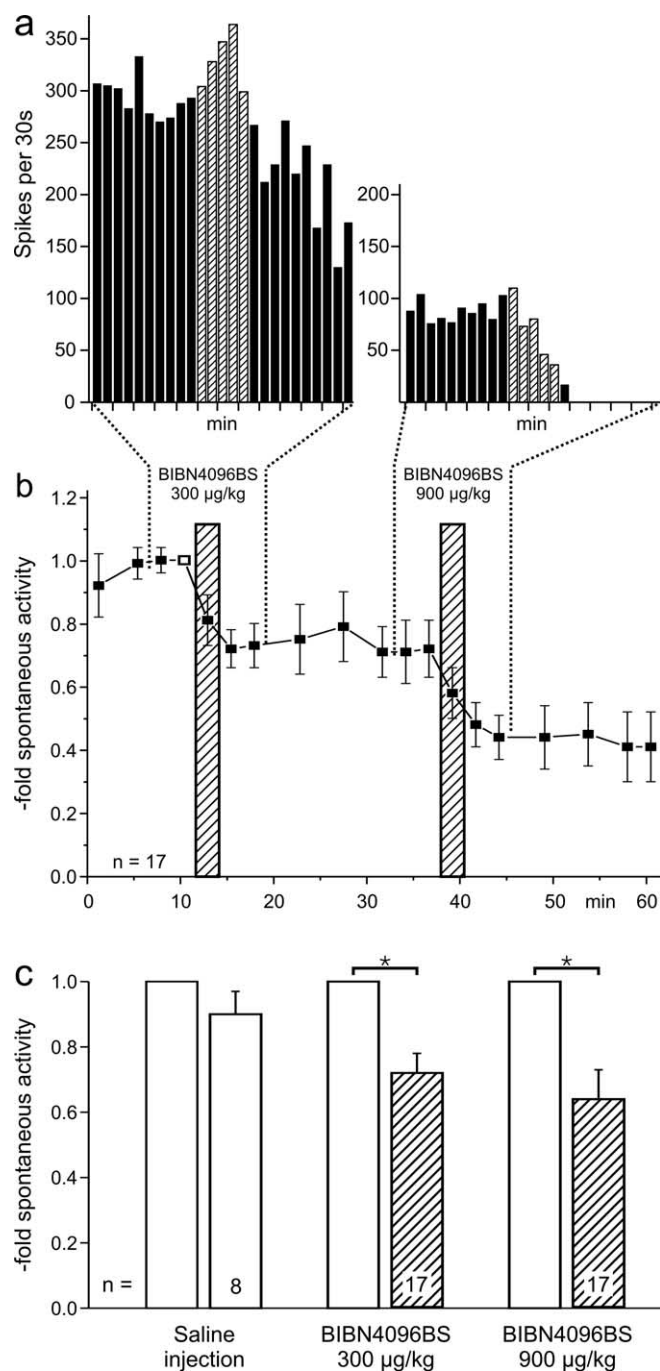 a
Spikes per 30s
350
300
250
200
150
100
50
0
min
200
150
100
50
min
b
BIBN4096BS
300 µg/kg
BIBN4096BS
900 µg/kg
-fold spontaneous activity
1.2
1.0
0.8
0.6
0.4
0.2
0.0
n = 17
0 10 20 30 40 50 min 60
c
-fold spontaneous activity
1.0
0.8
0.6
0.4
0.2
0.0
* *
n = 8 17 17
Saline
injection
BIBN4096BS
300 µg/kg
BIBN4096BS
900 µg/kg